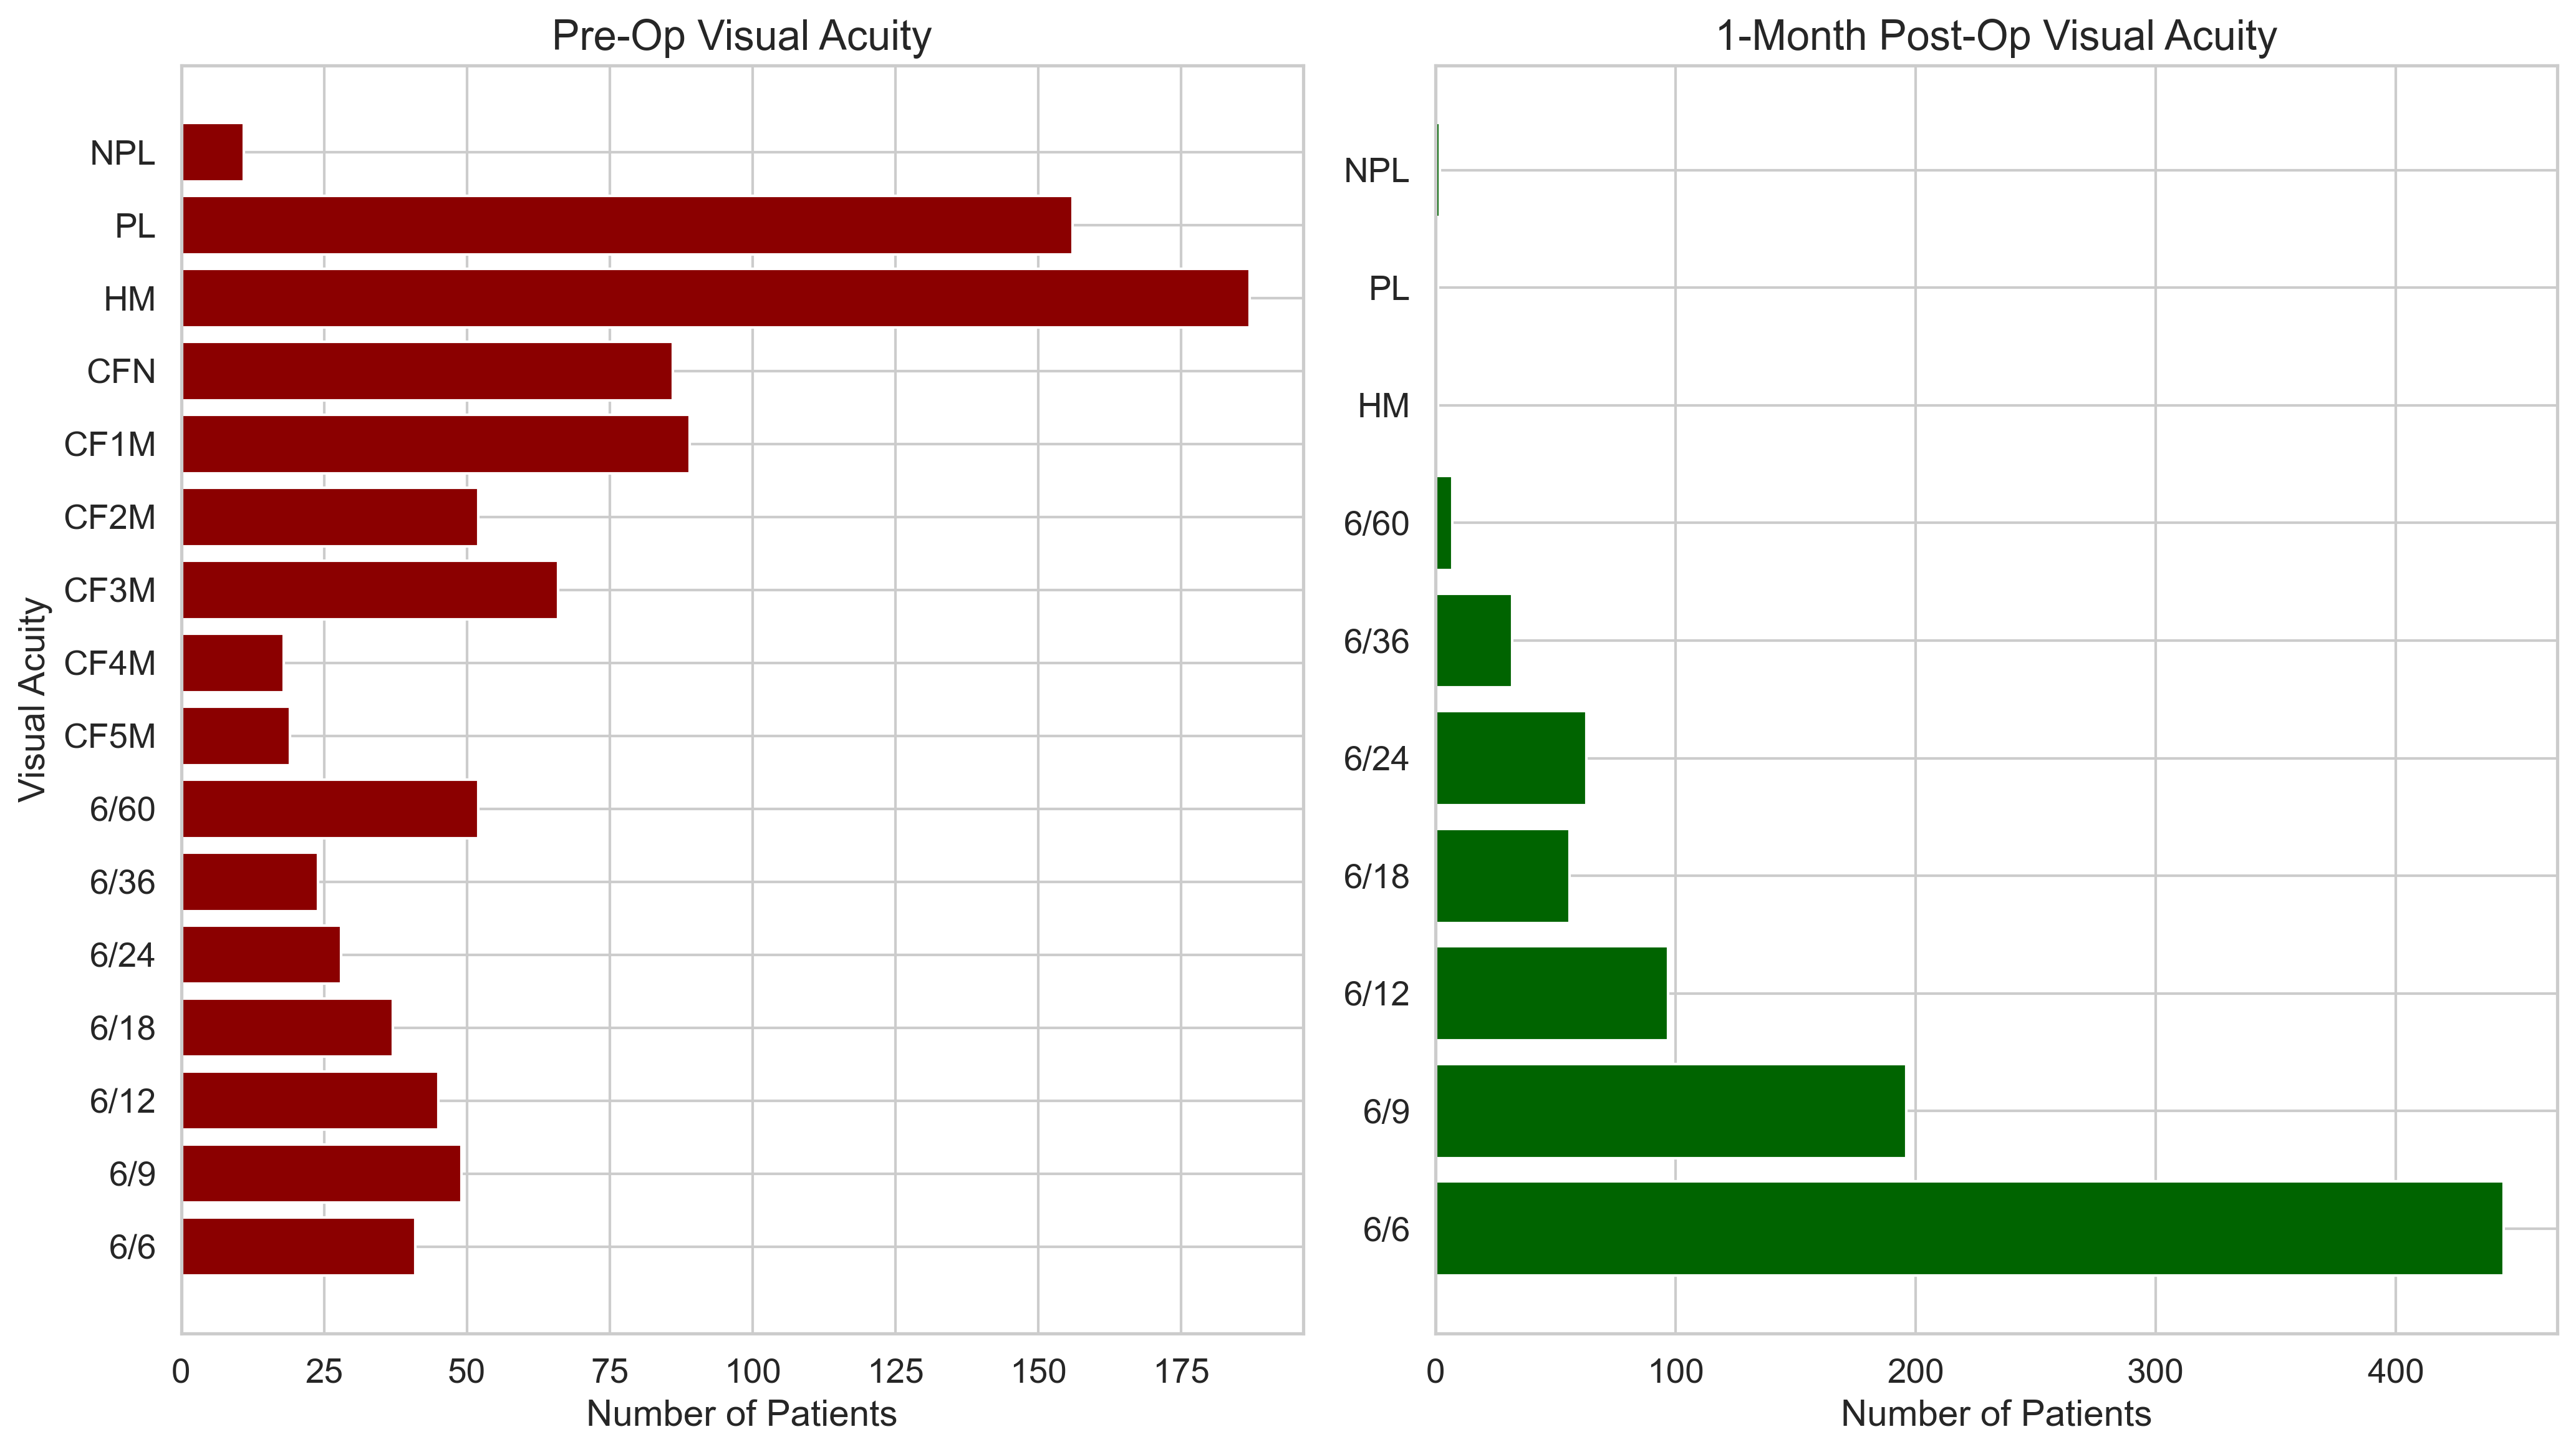 Pre-Op Visual Acuity
Visual Acuity
NPL
PL
HM
CFN
CF1M
CF2M
CF3M
CF4M
CF5M
6/60
6/36
6/24
6/18
6/12
6/9
6/6
0 25 50 75 100 125 150 175
Number of Patients
1-Month Post-Op Visual Acuity
NPL
PL
HM
6/60
6/36
6/24
6/18
6/12
6/9
6/6
0 100 200 300 400
Number of Patients